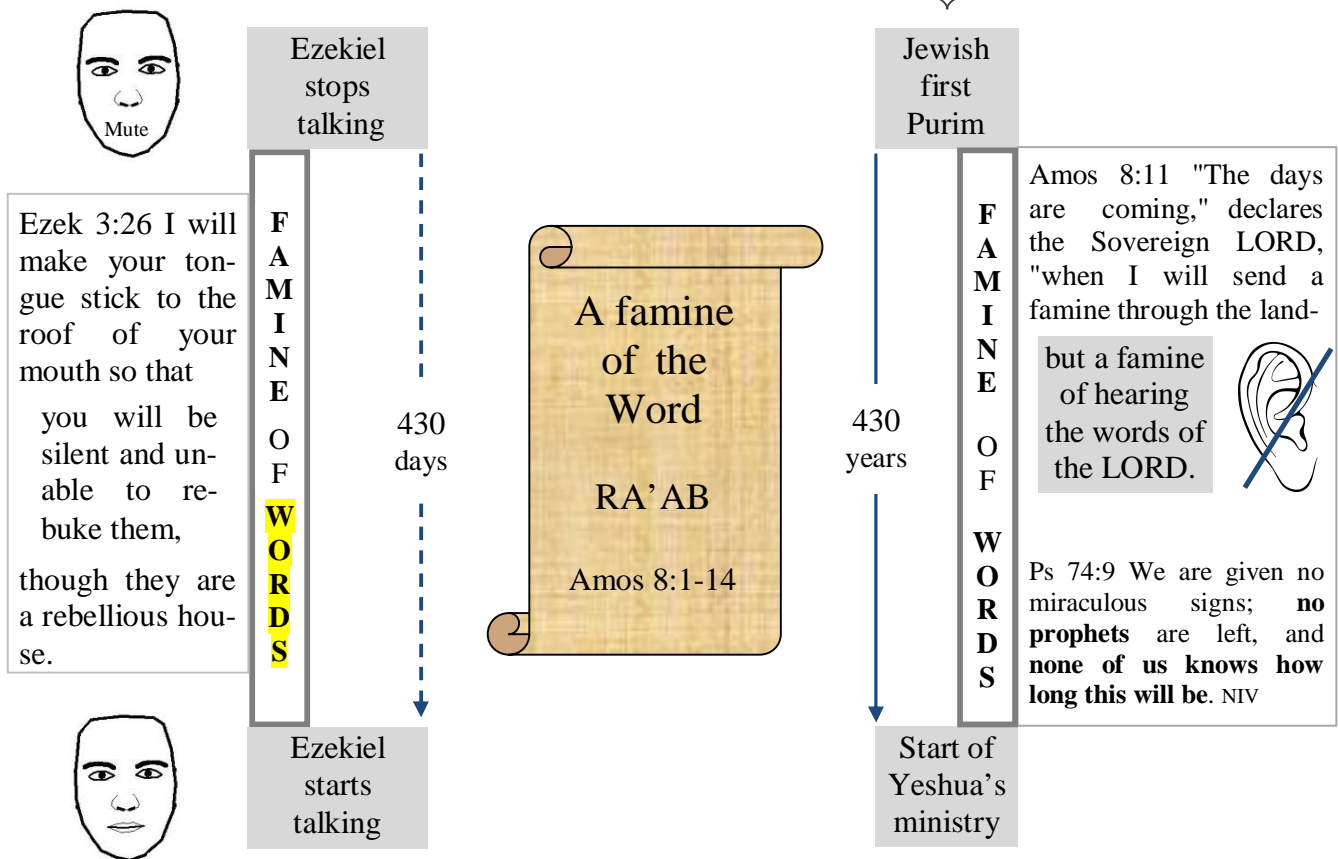 Mute
Ezekiel
stops
talking
Ezek 3:26 I will
make your ton-
gue stick to the
roof of your
mouth so that
you will be
silent and un-
able to re-
buke them,
though they are
a rebellious hou-
se.
F
A
M
I
N
E
O
F
W
O
R
D
S
430
days
Ezekiel
starts
talking
A famine
of the
Word
RA’AB
Amos 8:1-14
Jewish
first
Purim
430
years
F
A
M
I
N
E
O
F
W
O
R
D
S
Start of
Yeshua’s
ministry
Amos 8:11 "The days
are coming," declares
the Sovereign LORD,
"when I will send a
famine through the land-
but a famine
of hearing
the words of
the LORD.
Ps 74:9 We are given no
miraculous signs; no
prophets are left, and
none of us knows how
long this will be. NIV